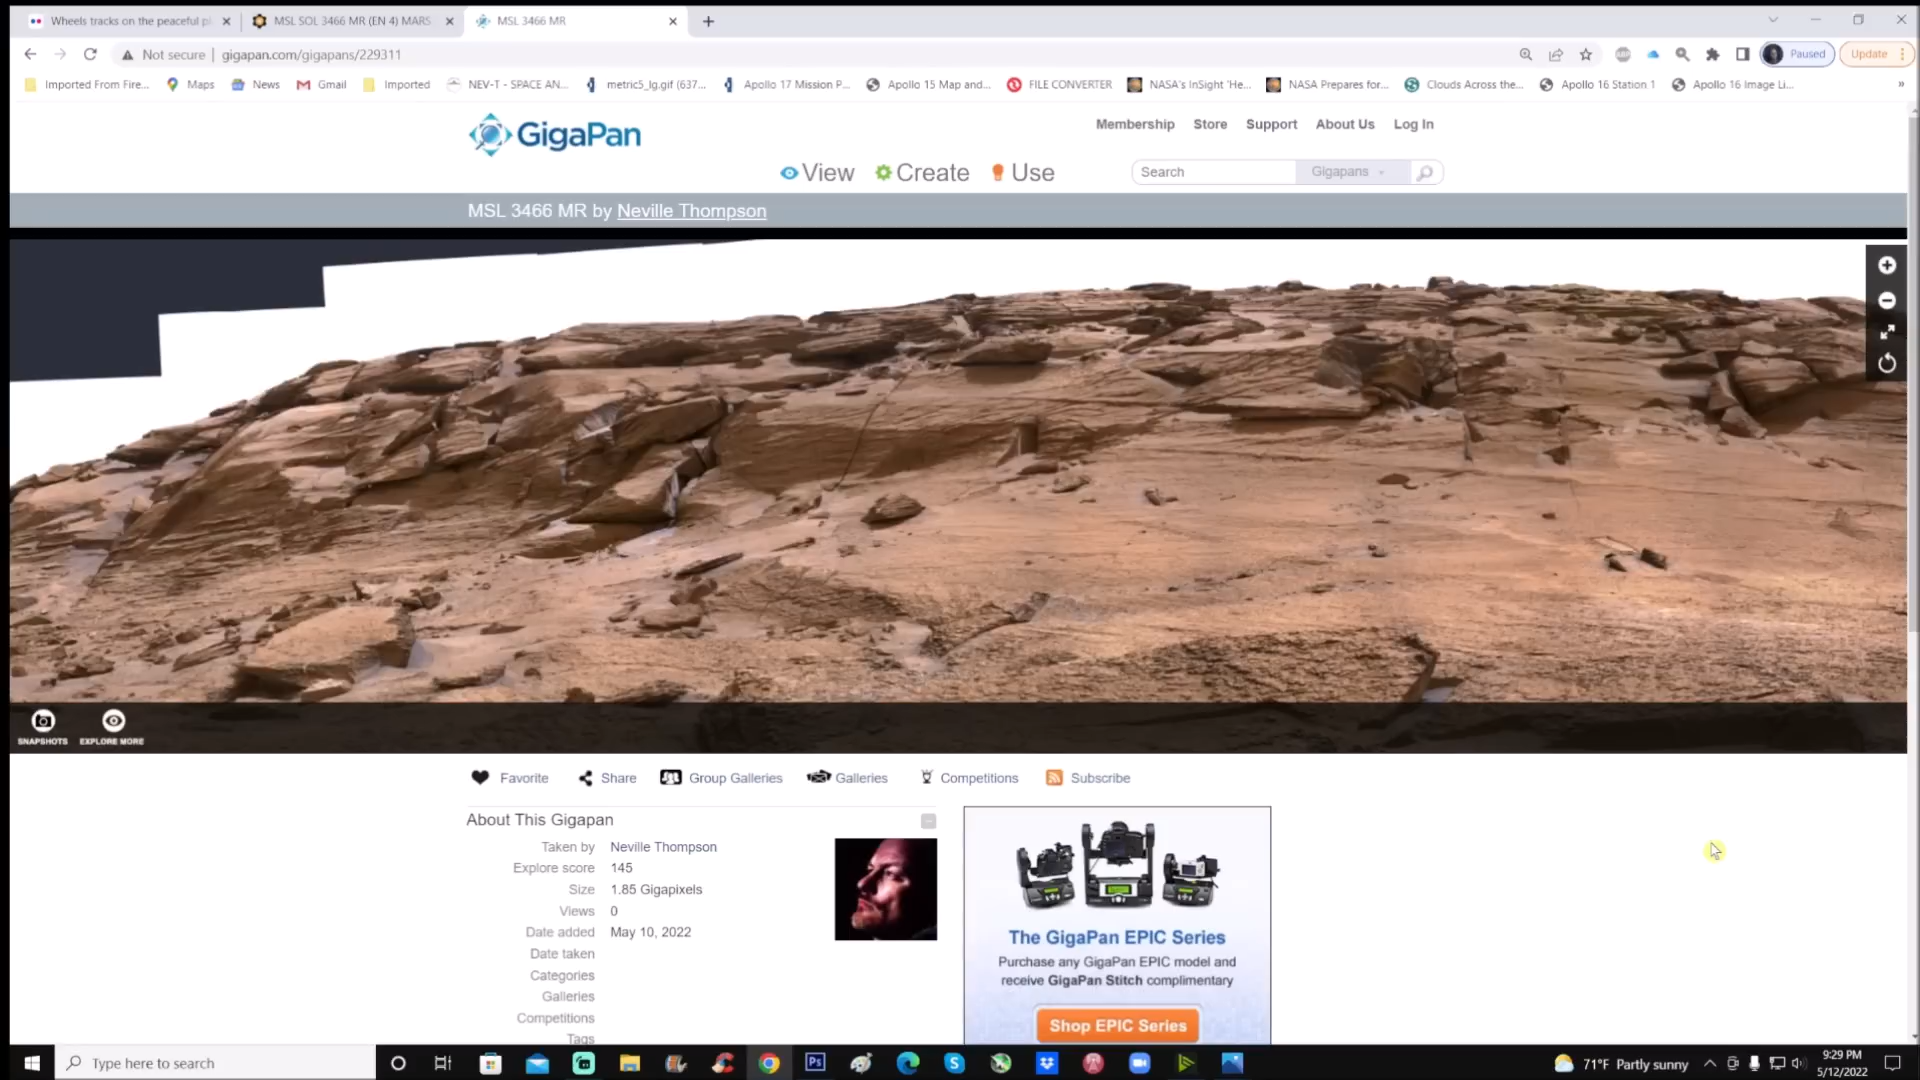 Wheels tracks on the peaceful pl
MSL SOL 3466 MR (EN 4) MARS
MSL 3466 MR
Not secure | gigapan.com/gigapans/229311
Paused
Update
Imported From Fire...
Maps
News
Gmail
Imported
NEV-T - SPACE AN...
metric5_lg.gif (637...
Apollo 17 Mission P...
Apollo 15 Map and...
FILE CONVERTER
NASA's InSight 'He...
NASA Prepares for...
Clouds Across the...
Apollo 16 Station 1
Apollo 16 Image Li...
»
GigaPan
Membership Store Support About Us Log In
View Create Use
Search Gigapans
MSL 3466 MR by Neville Thompson
SNAPSHOTS EXPLORE MORE
Favorite Share Group Galleries Galleries Competitions Subscribe
About This Gigapan
Taken by Neville Thompson
Explore score 145
Size 1.85 Gigapixels
Views 0
Date added May 10, 2022
Date taken
Categories
Galleries
Competitions
Tags
The GigaPan EPIC Series
Purchase any GigaPan EPIC model and
receive GigaPan Stitch complimentary
Shop EPIC Series
Type here to search
Ps
71°F Partly sunny
9:29 PM
5/12/2022